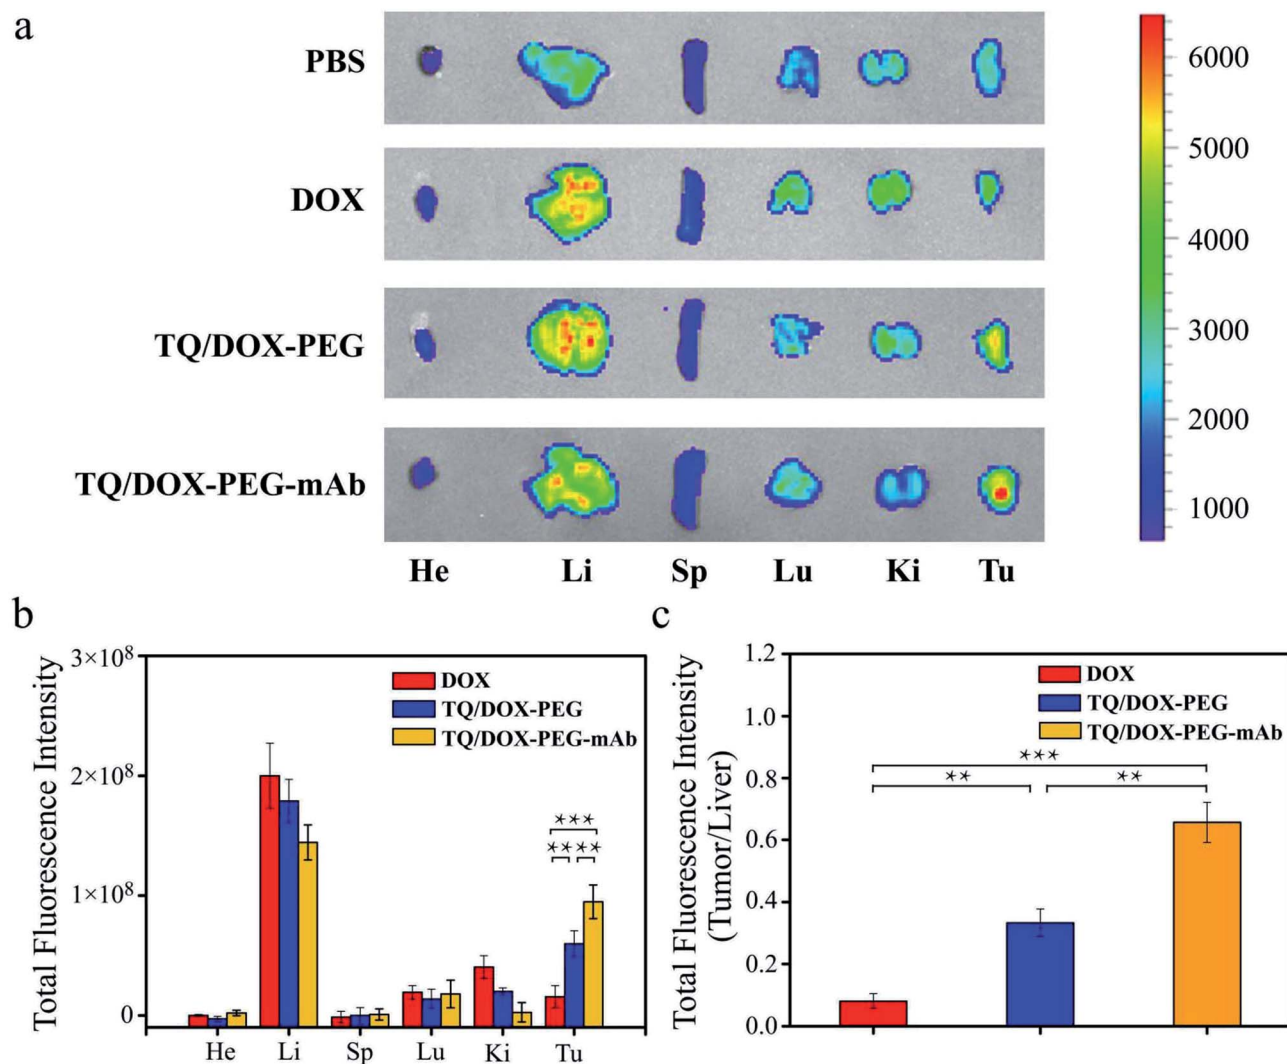 a
PBS
DOX
TQ/DOX-PEG
TQ/DOX-PEG-mAb
He Li Sp Lu Ki Tu
6000
5000
4000
3000
2000
1000
b
Total Fluorescence Intensity
3×10⁸
2×10⁸
1×10⁸
0
DOX
TQ/DOX-PEG
TQ/DOX-PEG-mAb
***
** **
He Li Sp Lu Ki Tu
c
Total Fluorescence Intensity
(Tumor/Liver)
1.2
1.0
0.8
0.6
0.4
0.2
0.0
DOX
TQ/DOX-PEG
TQ/DOX-PEG-mAb
***
** **